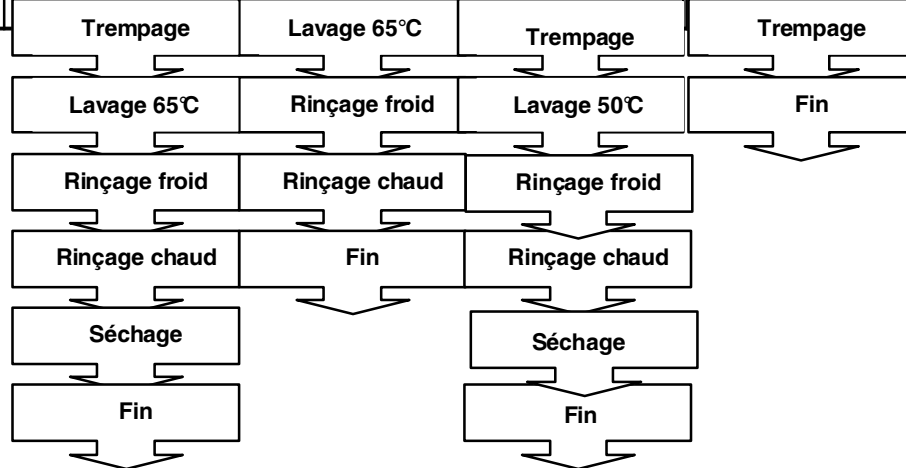 Trempage
Lavage 65°C
Rinçage froid
Rinçage chaud
Séchage
Fin
Lavage 65°C
Rinçage froid
Rinçage chaud
Fin
Trempage
Lavage 50°C
Rinçage froid
Rinçage chaud
Séchage
Fin
Trempage
Fin